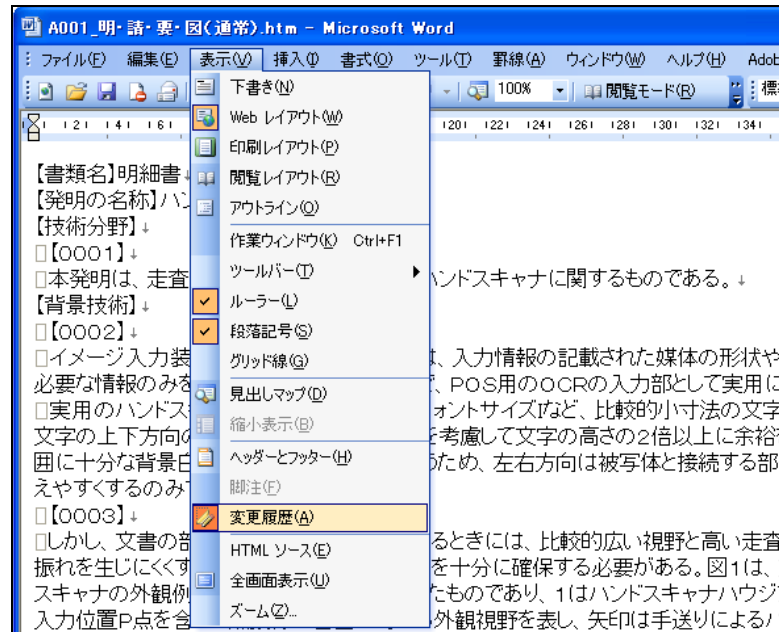 A001_明・請・要・図(通常).htm - Microsoft Word
ファイル(F) 編集(E) 表示(V) 挿入(I) 書式(O) ツール(T) 罫線(A) ウィンドウ(W) ヘルプ(H) Adob
100% 閲覧モード(R) 標
121 141 161 1201 1221 1241 1261 1281 1301 1321 1341
下書き(N)
Web レイアウト(W)
印刷レイアウト(P)
閲覧レイアウト(R)
アウトライン(O)
作業ウィンドウ(K) Ctrl+F1
ツールバー(T)
ルーラー(L)
段落記号(S)
グリッド線(G)
見出しマップ(D)
縮小表示(B)
ヘッダーとフッター(H)
脚注(F)
変更履歴(A)
HTML ソース(E)
全画面表示(U)
ズーム(Z)...
【書類名】明細書↓
【発明の名称】ハン
【技術分野】↓
□【0001】↓
□本発明は、走査 ハンドスキャナに関するものである。↓
【背景技術】↓
□【0002】↓
□イメージ入力装 は、入力情報の記載された媒体の形状や
必要な情報のみを で、POS用のOCRの入力部として実用に
□実用のハンドス ォントサイズなど、比較的小寸法の文字
文字の上下方向の を考慮して文字の高さの2倍以上に余裕
囲に十分な背景白 のため、左右方向は被写体と接続する部
えやすくするのみ
□【0003】↓
□しかし、文書の部 るときには、比較的広い視野と高い走査
振れを生じにくくす を十分に確保する必要がある。図1は、
スキャナの外観例 たものであり、1はハンドスキャナハウジ
入力位置P点を含 外観視野を表し、矢印は手送りによる